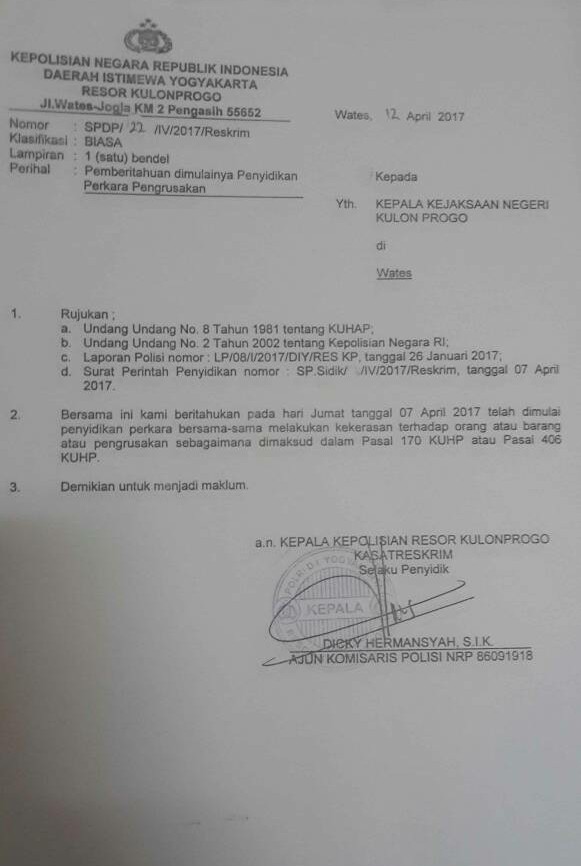 KEPOLISIAN NEGARA REPUBLIK INDONESIA
DAERAH ISTIMEWA YOGYAKARTA
RESOR KULONPROGO
Jl.Wates-Jogja KM 2 Pengasih 55652
Wates, 12 April 2017
Nomor : SPDP/ 22 /IV/2017/Reskrim
Klasifikasi : BIASA
Lampiran : 1 (satu) bendel
Perihal : Pemberitahuan dimulainya Penyidikan
Perkara Pengrusakan
Kepada
Yth. KEPALA KEJAKSAAN NEGERI
KULON PROGO
di
Wates
1. Rujukan ;
a. Undang Undang No. 8 Tahun 1981 tentang KUHAP;
b. Undang Undang No. 2 Tahun 2002 tentang Kepolisian Negara RI;
c. Laporan Polisi nomor : LP/08/I/2017/DIY/RES KP, tanggal 26 Januari 2017;
d. Surat Perintah Penyidikan nomor : SP.Sidik/ /IV/2017/Reskrim, tanggal 07 April
2017.
2. Bersama ini kami beritahukan pada hari Jumat tanggal 07 April 2017 telah dimulai
penyidikan perkara bersama-sama melakukan kekerasan terhadap orang atau barang
atau pengrusakan sebagaimana dimaksud dalam Pasal 170 KUHP atau Pasal 406
KUHP.
3. Demikian untuk menjadi maklum.
a.n. KEPALA KEPOLISIAN RESOR KULONPROGO
KASATRESKRIM
Selaku Penyidik
KEPALA
DICKY HERMANSYAH, S.I.K.
AJUN KOMISARIS POLISI NRP 86091918